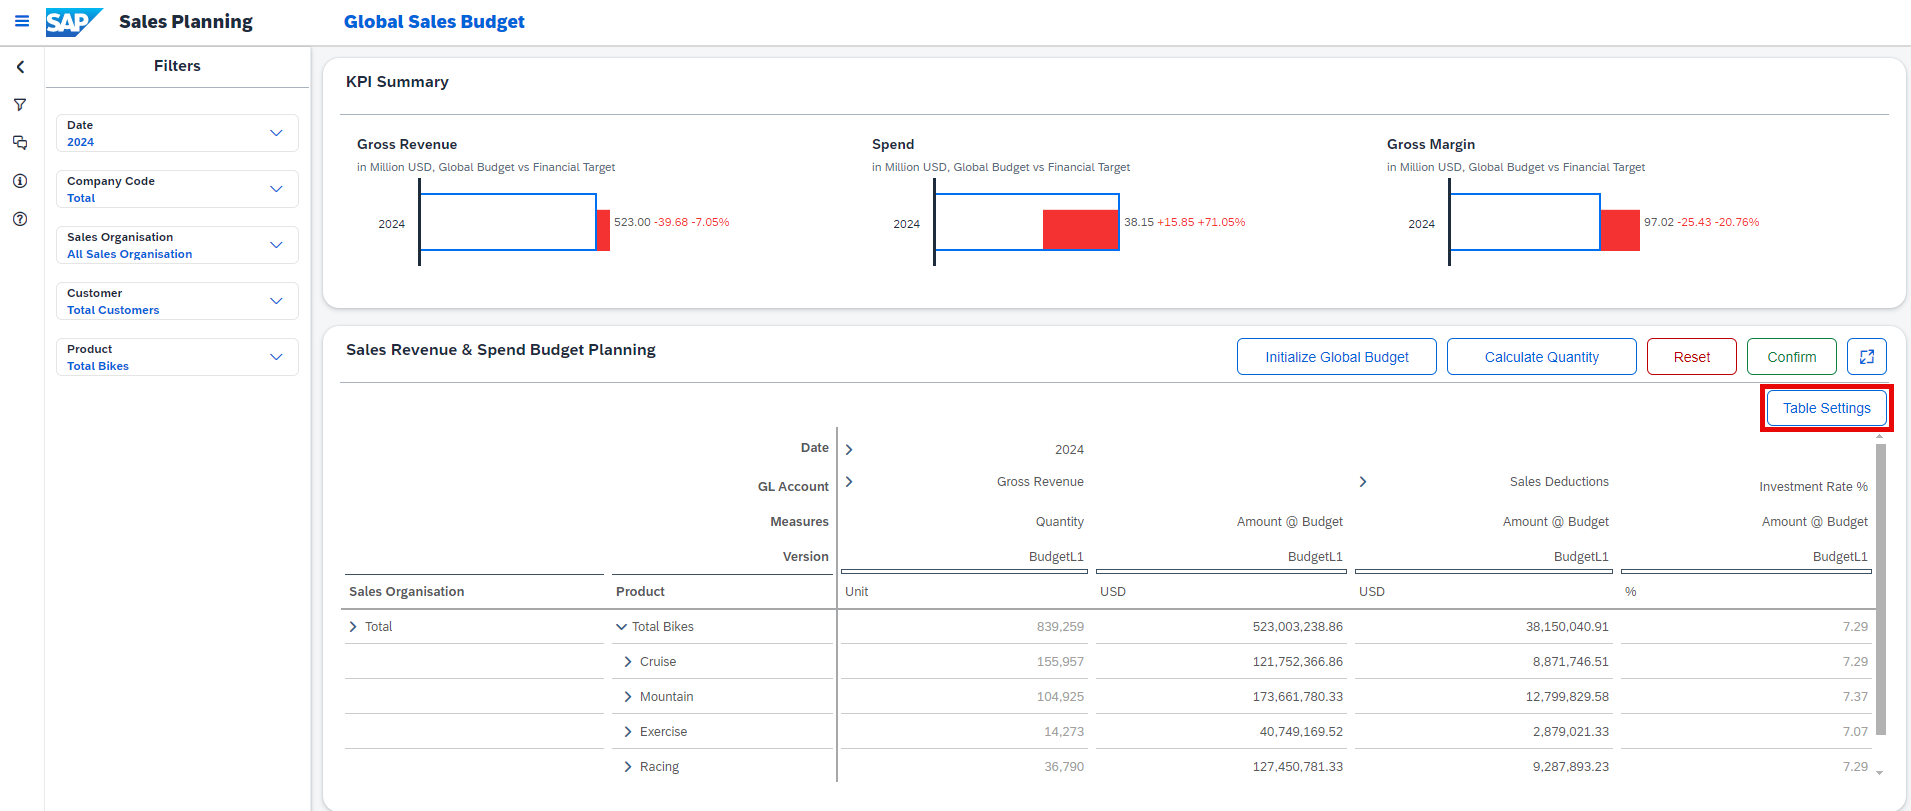 SAP Sales Planning Global Sales Budget
Filters
Date
2024
Company Code
Total
Sales Organisation
All Sales Organisation
Customer
Total Customers
Product
Total Bikes
KPI Summary
Gross Revenue
in Million USD, Global Budget vs Financial Target
2024 523.00 -39.68 -7.05%
Spend
in Million USD, Global Budget vs Financial Target
2024 38.15 +15.85 +71.05%
Gross Margin
in Million USD, Global Budget vs Financial Target
2024 97.02 -25.43 -20.76%
Sales Revenue & Spend Budget Planning
Initialize Global Budget Calculate Quantity Reset Confirm
Table Settings
Date 2024
GL Account Gross Revenue Sales Deductions Investment Rate %
Measures Quantity Amount @ Budget Amount @ Budget Amount @ Budget
Version BudgetL1 BudgetL1 BudgetL1 BudgetL1
Sales Organisation Product Unit USD USD %
Total Total Bikes 839,259 523,003,238.86 38,150,040.91 7.29
Cruise 155,957 121,752,366.86 8,871,746.51 7.29
Mountain 104,925 173,661,780.33 12,799,829.58 7.37
Exercise 14,273 40,749,169.52 2,879,021.33 7.07
Racing 36,790 127,450,781.33 9,287,893.23 7.29